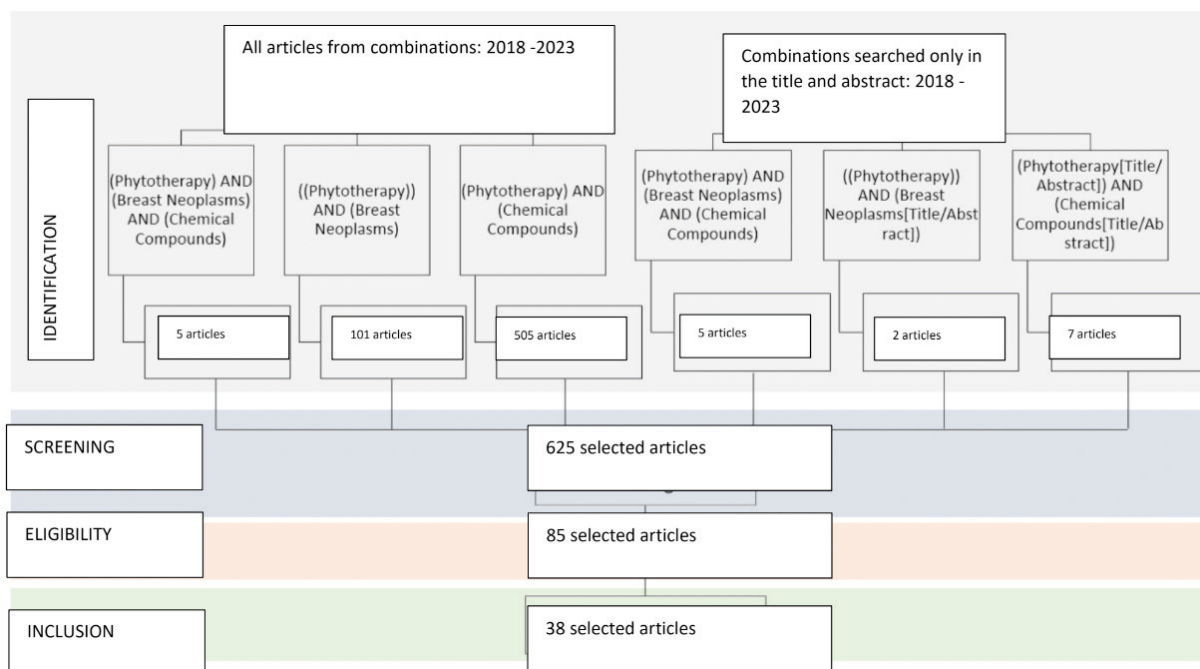 All articles from combinations: 2018 -2023
Combinations searched only in
the title and abstract: 2018 -
2023
IDENTIFICATION
(Phytotherapy) AND
(Breast Neoplasms)
AND (Chemical
Compounds)
((Phytotherapy))
AND (Breast
Neoplasms)
(Phytotherapy) AND
(Chemical
Compounds)
(Phytotherapy) AND
(Breast Neoplasms)
AND (Chemical
Compounds)
((Phytotherapy))
AND (Breast
Neoplasms[Title/Abst
ract])
(Phytotherapy[Title/
Abstract]) AND
(Chemical
Compounds[Title/Ab
stract])
5 articles
101 articles
505 articles
5 articles
2 articles
7 articles
SCREENING
625 selected articles
ELIGIBILITY
85 selected articles
INCLUSION
38 selected articles